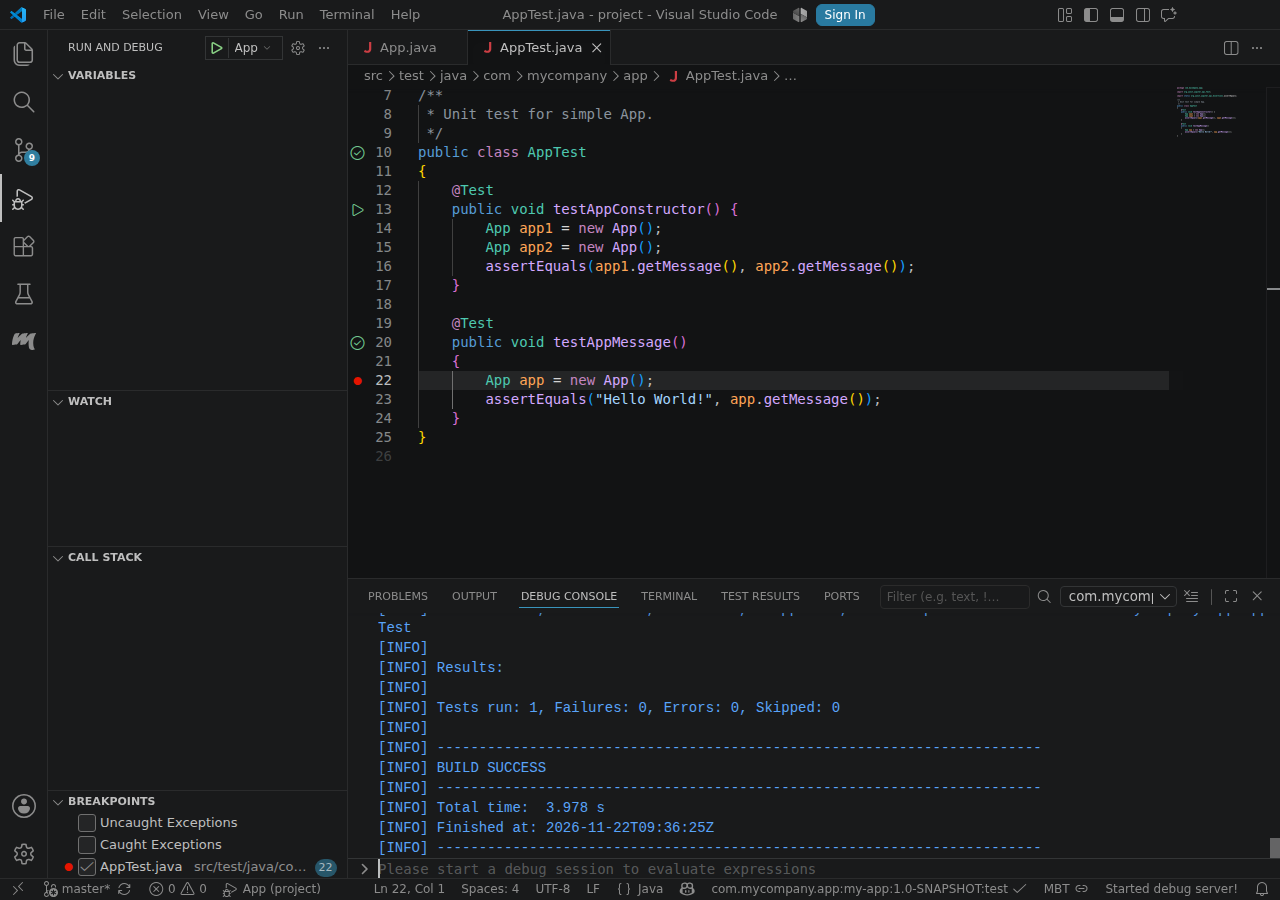 File Edit Selection View Go Run Terminal Help AppTest.java - project - Visual Studio Code Sign In
RUN AND DEBUG App
VARIABLES
WATCH
CALL STACK
BREAKPOINTS
Uncaught Exceptions
Caught Exceptions
AppTest.java src/test/java/co... 22
9
App.java AppTest.java
src > test > java > com > mycompany > app > AppTest.java > ...
7 /**
8 * Unit test for simple App.
9 */
10 public class AppTest
11 {
12 @Test
13 public void testAppConstructor() {
14 App app1 = new App();
15 App app2 = new App();
16 assertEquals(app1.getMessage(), app2.getMessage());
17 }
18
19 @Test
20 public void testAppMessage()
21 {
22 App app = new App();
23 assertEquals("Hello World!", app.getMessage());
24 }
25 }
26
PROBLEMS OUTPUT DEBUG CONSOLE TERMINAL TEST RESULTS PORTS Filter (e.g. text, !... com.mycomp
Test
[INFO]
[INFO] Results:
[INFO]
[INFO] Tests run: 1, Failures: 0, Errors: 0, Skipped: 0
[INFO]
[INFO] ------------------------------------------------------------------------
[INFO] BUILD SUCCESS
[INFO] ------------------------------------------------------------------------
[INFO] Total time:  3.978 s
[INFO] Finished at: 2026-11-22T09:36:25Z
[INFO] ------------------------------------------------------------------------
Please start a debug session to evaluate expressions
master* 0 0 App (project) Ln 22, Col 1 Spaces: 4 UTF-8 LF { } Java com.mycompany.app:my-app:1.0-SNAPSHOT:test MBT Started debug server!